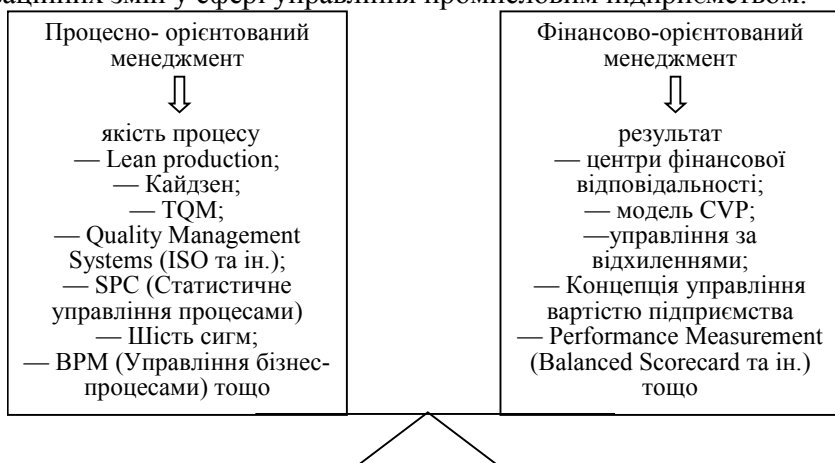 змін у сфері управління промисловим підприємством.
Процесно- орієнтований
менеджмент
якість процесу
— Lean production;
— Кайдзен;
— TQM;
— Quality Management
Systems (ISO та ін.);
— SPC (Статистичне
управління процесами)
— Шість сигм;
— BPM (Управління бізнес-
процесами) тощо
Фінансово-орієнтований
менеджмент
результат
— центри фінансової
відповідальності;
— модель CVP;
—управління за
відхиленнями;
— Концепція управління
вартістю підприємства
— Performance Measurement
(Balanced Scorecard та ін.)
тощо